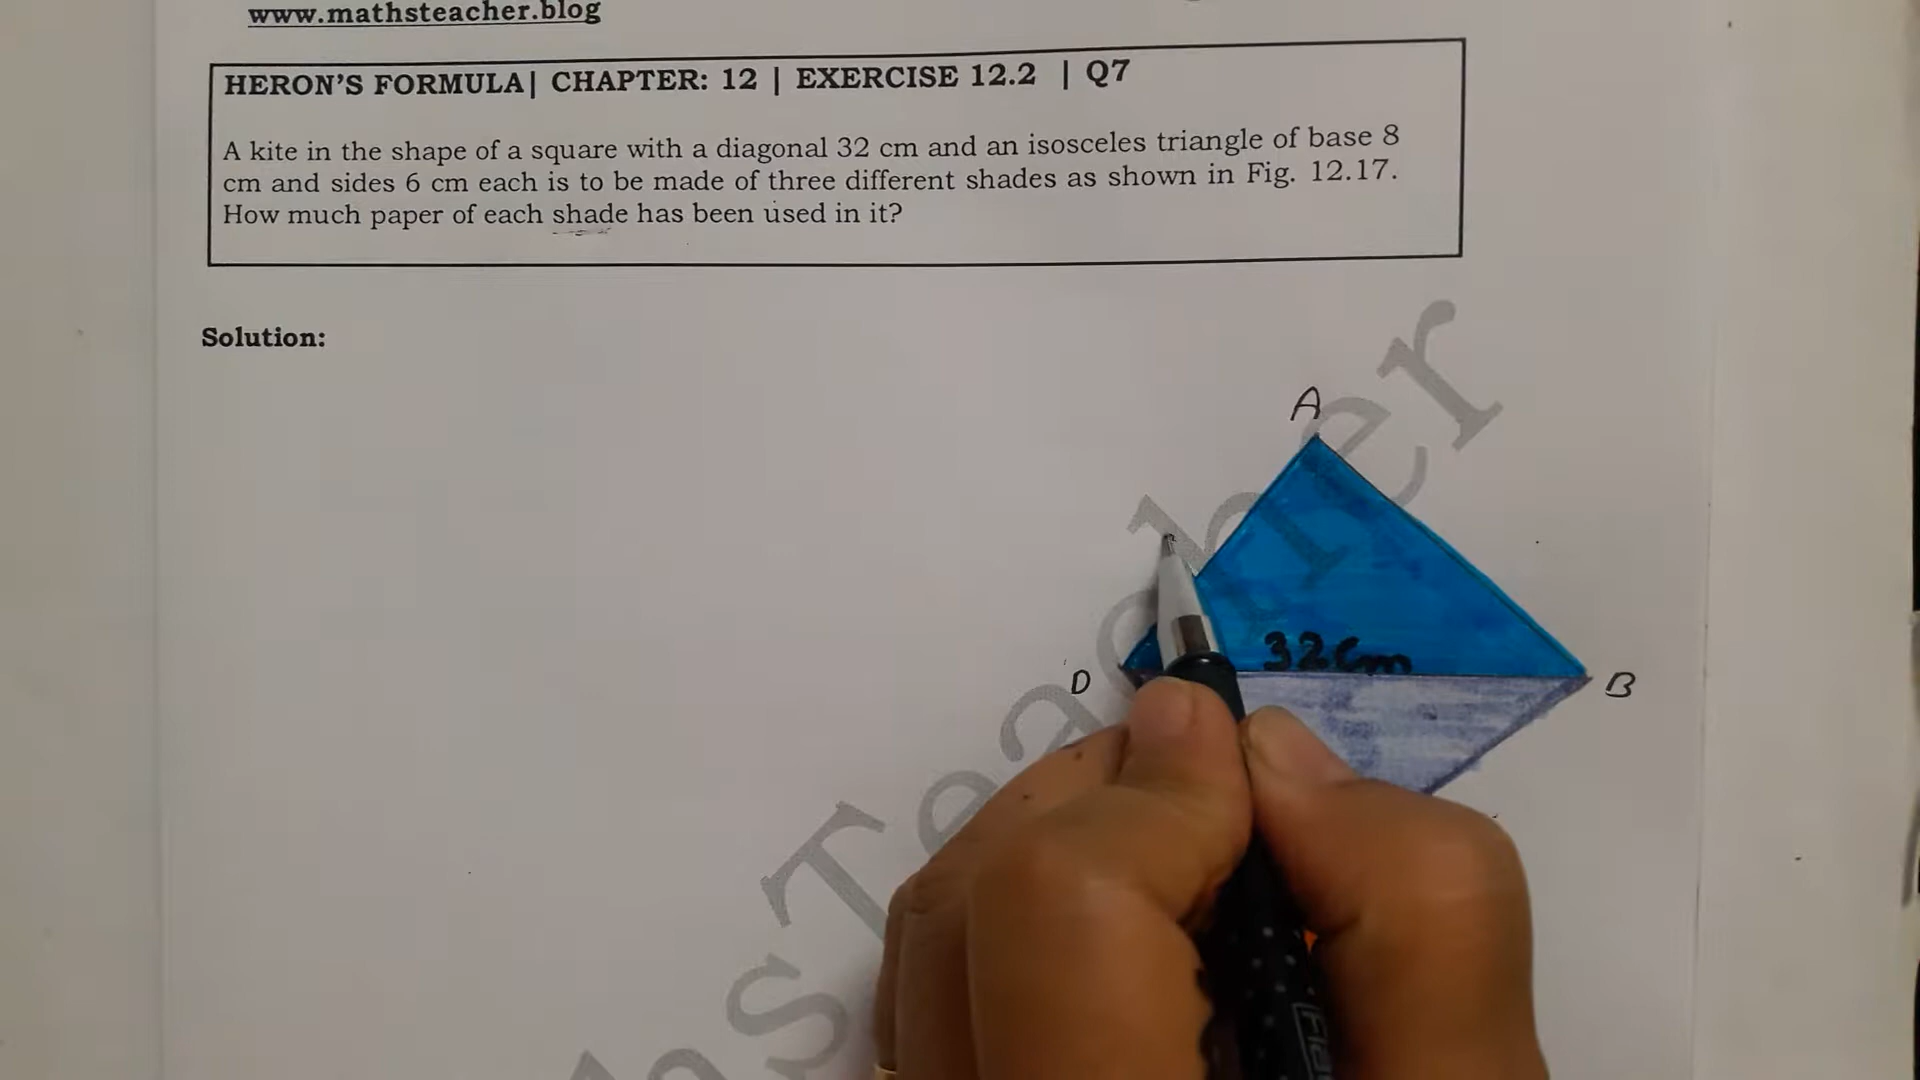 www.mathsteacher.blog
HERON'S FORMULA| CHAPTER: 12 | EXERCISE 12.2 | Q7
A kite in the shape of a square with a diagonal 32 cm and an isosceles triangle of base 8
cm and sides 6 cm each is to be made of three different shades as shown in Fig. 12.17.
How much paper of each shade has been used in it?
Solution:
A
32cm
D
B
hsTeacher